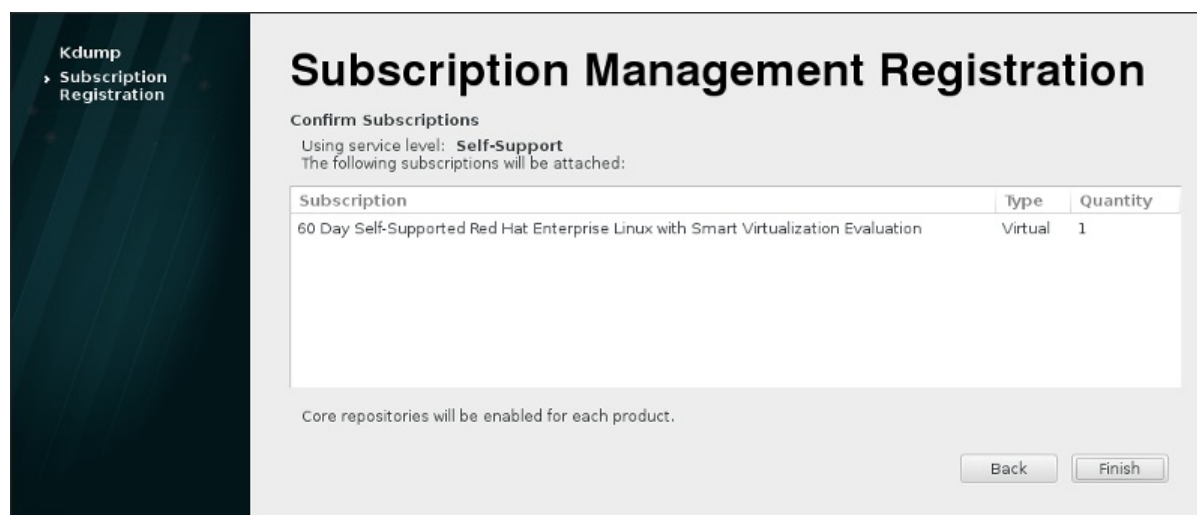 Kdump
Subscription
Registration
Subscription Management Registration
Confirm Subscriptions
Using service level: Self-Support
The following subscriptions will be attached:
Subscription Type Quantity
60 Day Self-Supported Red Hat Enterprise Linux with Smart Virtualization Evaluation Virtual 1
Core repositories will be enabled for each product.
Back Finish